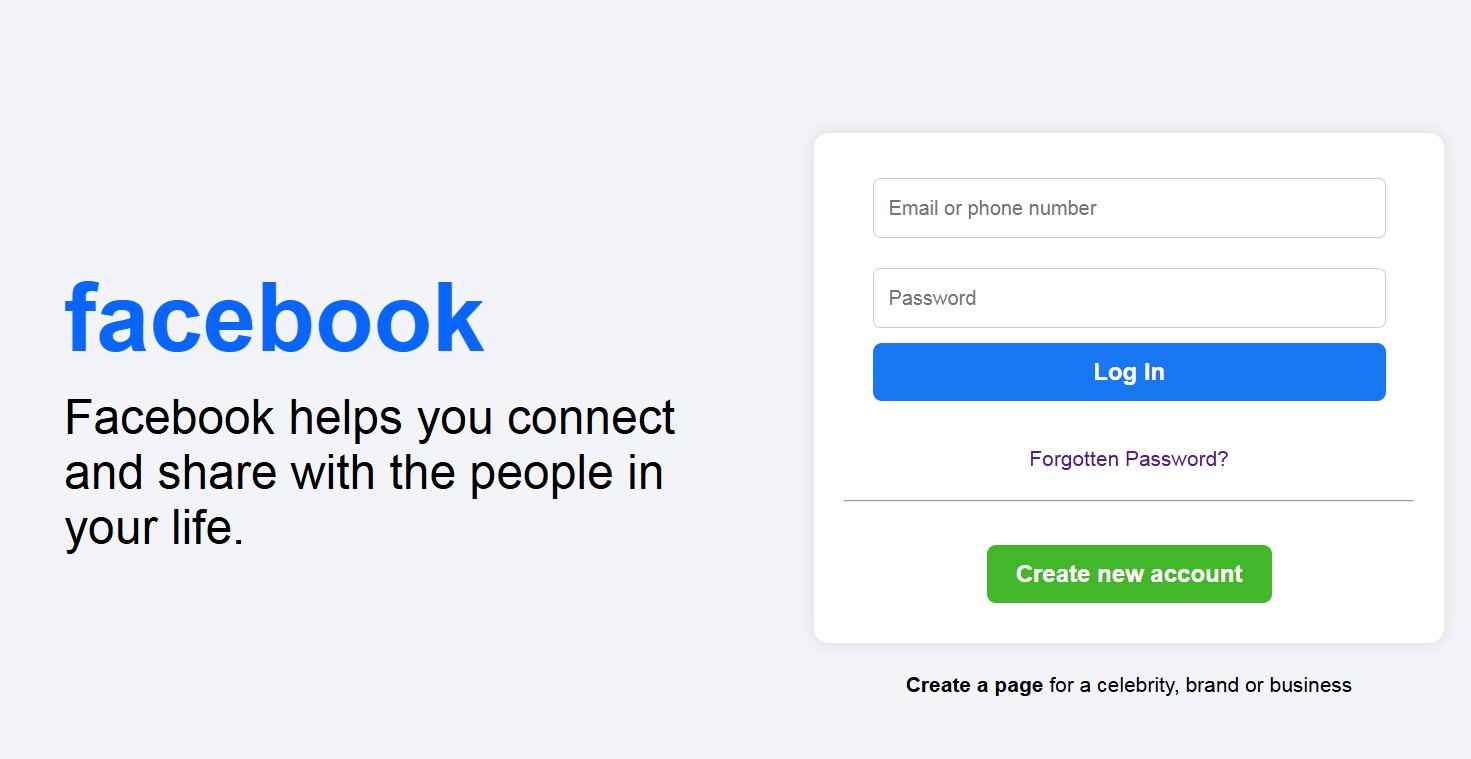 facebook
Facebook helps you connect
and share with the people in
your life.
Email or phone number
Password
Log In
Forgotten Password?
Create new account
Create a page for a celebrity, brand or business